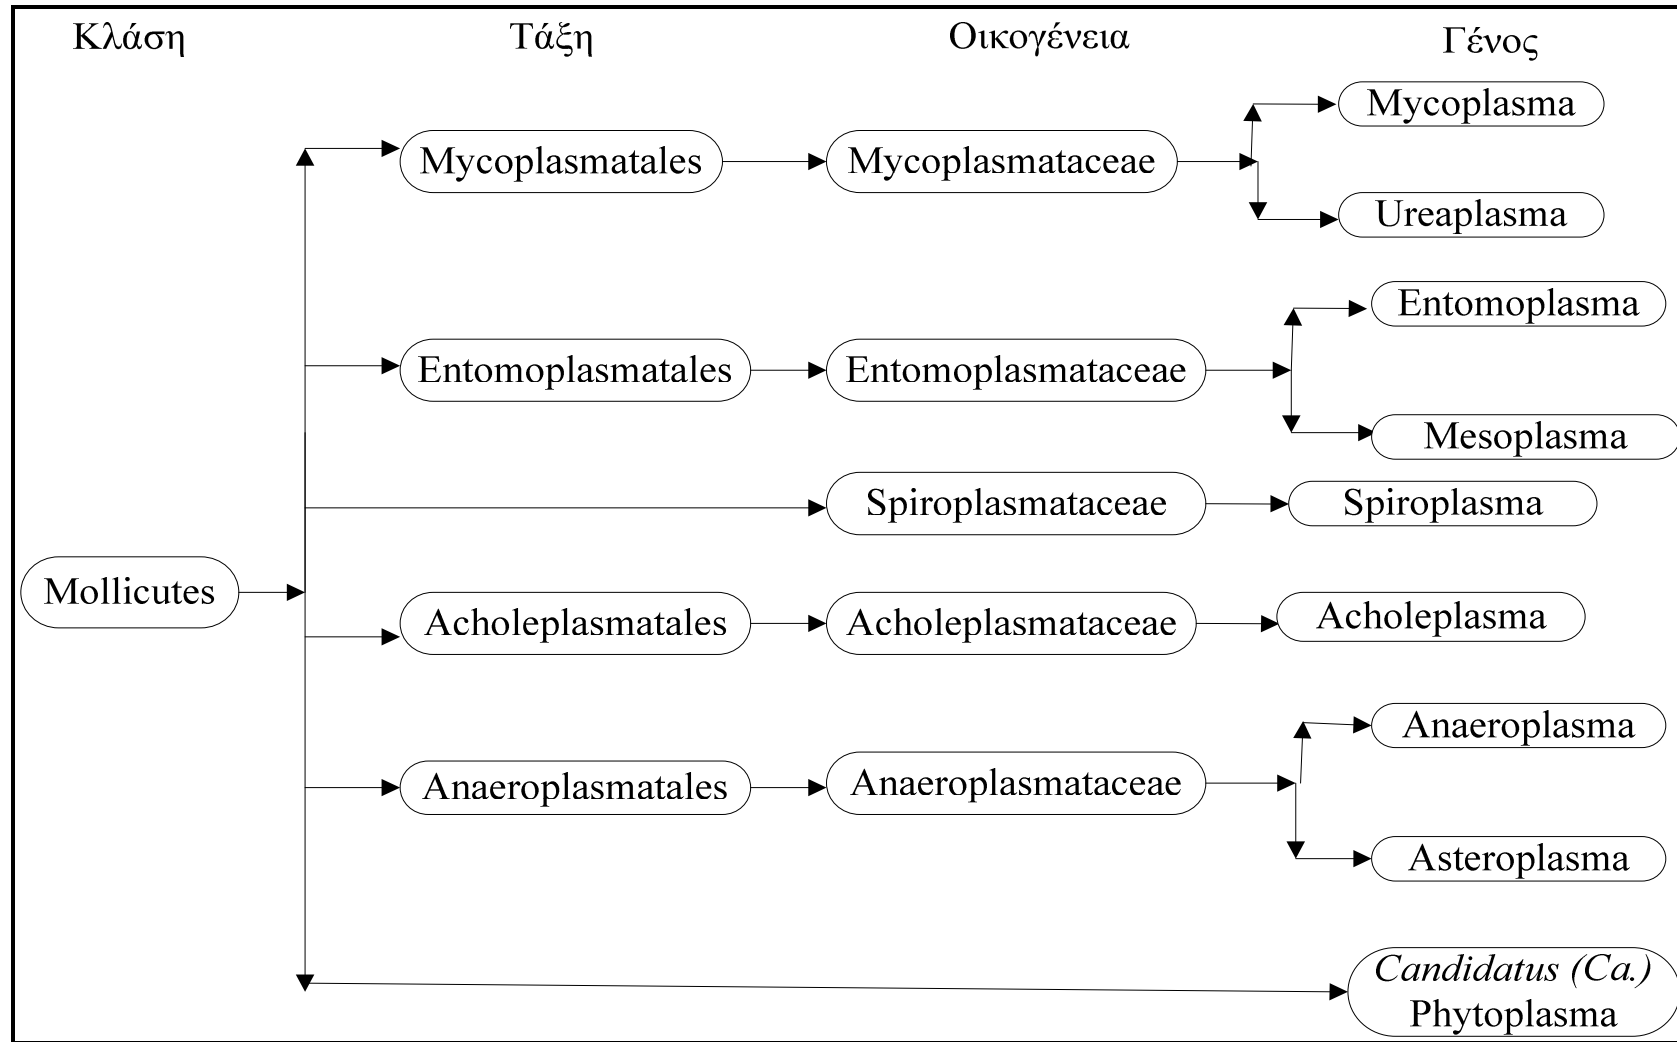 Κλάση Τάξη Οικογένεια Γένος
Mycoplasma
Mycoplasmatales Mycoplasmataceae
Ureaplasma
Entomoplasma
Entomoplasmatales Entomoplasmataceae
Mesoplasma
Spiroplasmataceae Spiroplasma
Mollicutes
Acholeplasmatales Acholeplasmataceae Acholeplasma
Anaeroplasma
Anaeroplasmatales Anaeroplasmataceae
Asteroplasma
Candidatus (Ca.)
Phytoplasma